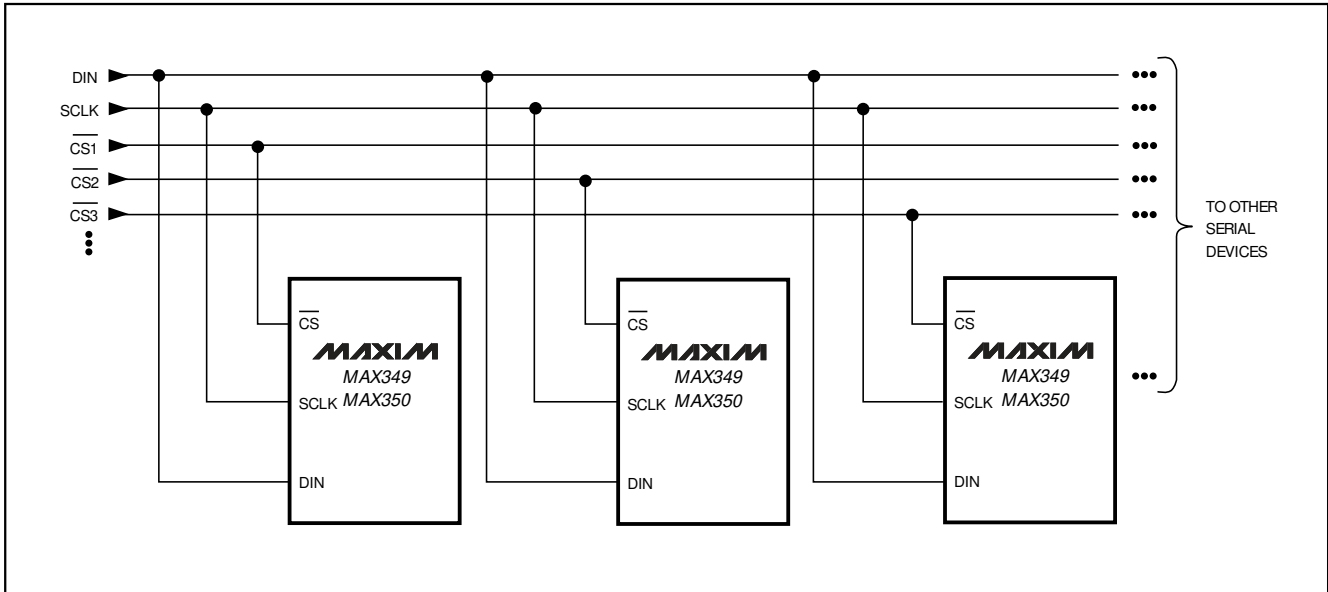 DIN
SCLK
CS1
CS2
CS3
TO OTHER
SERIAL
DEVICES
CS
MAXIM
MAX349
SCLK MAX350
DIN
CS
MAXIM
MAX349
SCLK MAX350
DIN
CS
MAXIM
MAX349
SCLK MAX350
DIN